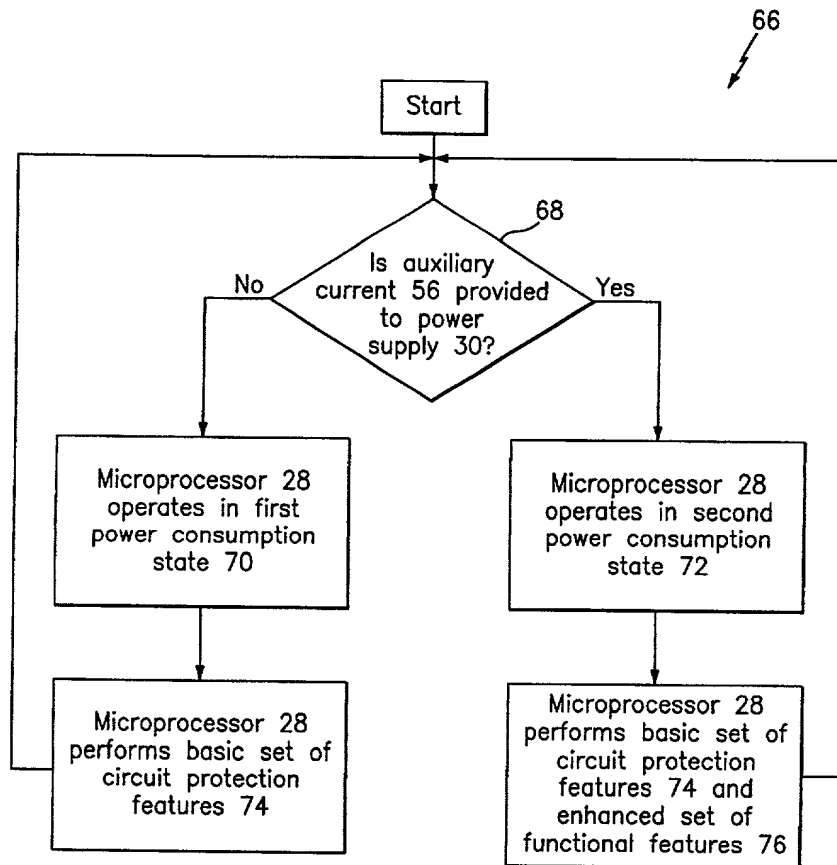 66
Start
68
Is auxiliary
current 56 provided
to power
supply 30?
No
Yes
Microprocessor 28
operates in first
power consumption
state 70
Microprocessor 28
operates in second
power consumption
state 72
Microprocessor 28
performs basic set of
circuit protection
features 74
Microprocessor 28
performs basic set of
circuit protection
features 74 and
enhanced set of
functional features 76